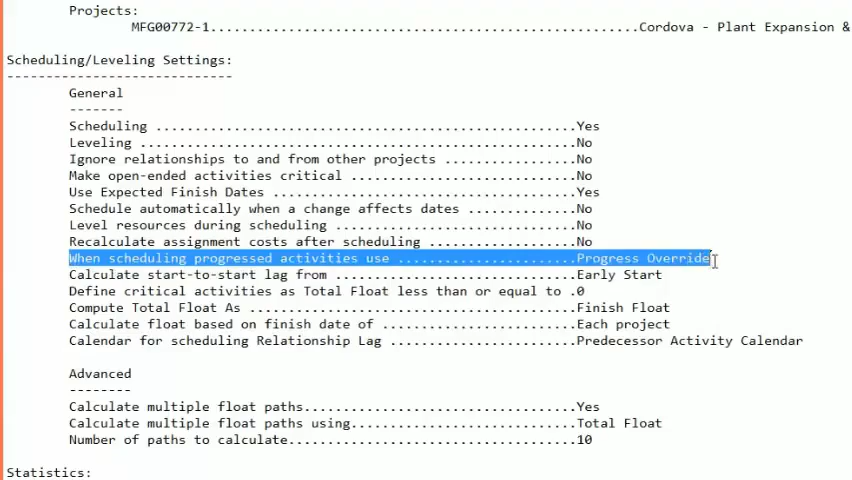 Projects:
MFG00772-1.......................................................Cordova - Plant Expansion &
Scheduling/Leveling Settings:
-----------------------------
General
-------
Scheduling ......................................................Yes
Leveling ........................................................No
Ignore relationships to and from other projects .................No
Make open-ended activities critical .............................No
Use Expected Finish Dates .......................................Yes
Schedule automatically when a change affects dates ..............No
Level resources during scheduling ...............................No
Recalculate assignment costs after scheduling ...................No
When scheduling progressed activities use .......................Progress Override
Calculate start-to-start lag from ...............................Early Start
Define critical activities as Total Float less than or equal to .0
Compute Total Float As ..........................................Finish Float
Calculate float based on finish date of .........................Each project
Calendar for scheduling Relationship Lag ........................Predecessor Activity Calendar
Advanced
--------
Calculate multiple float paths...................................Yes
Calculate multiple float paths using.............................Total Float
Number of paths to calculate.....................................10
Statistics: